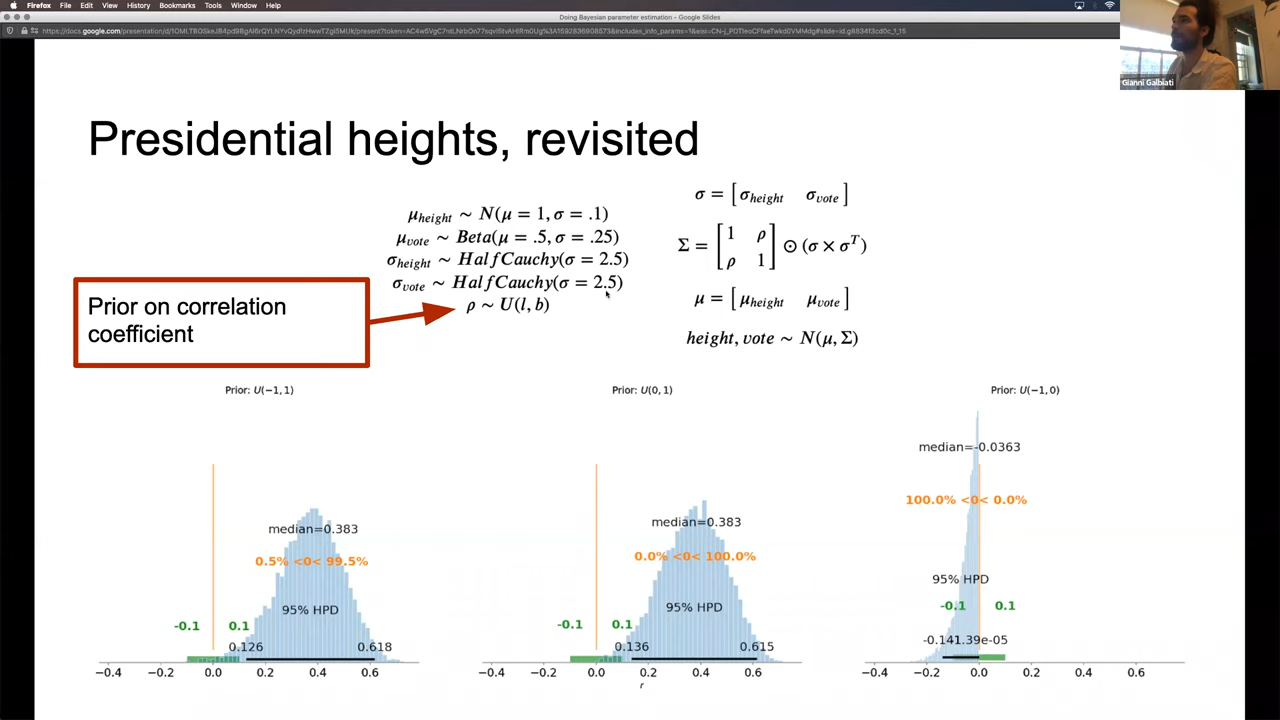 Firefox File Edit View History Bookmarks Tools Window Help
Doing Bayesian parameter estimation - Google Slides
Gianni Galbiati
Presidential heights, revisited
μ_height ~ N(μ = 1, σ = .1)
μ_vote ~ Beta(μ = .5, σ = .25)
σ_height ~ HalfCauchy(σ = 2.5)
σ_vote ~ HalfCauchy(σ = 2.5)
ρ ~ U(l, b)
σ = [σ_height σ_vote]
Σ = [1 ρ
ρ 1] ⊙ (σ × σ^T)
μ = [μ_height μ_vote]
height, vote ~ N(μ, Σ)
Prior on correlation
coefficient
Prior: U(−1, 1)
median=0.383
0.5% <0< 99.5%
95% HPD
-0.1 0.1
0.126 0.618
−0.4 −0.2 0.0 0.2 0.4 0.6
Prior: U(0, 1)
median=0.383
0.0% <0< 100.0%
95% HPD
-0.1 0.1
0.136 0.615
−0.4 −0.2 0.0 0.2 0.4 0.6
r
Prior: U(−1, 0)
median=-0.0363
100.0% <0< 0.0%
95% HPD
-0.1 0.1
-0.141.39e-05
−0.4 −0.2 0.0 0.2 0.4 0.6